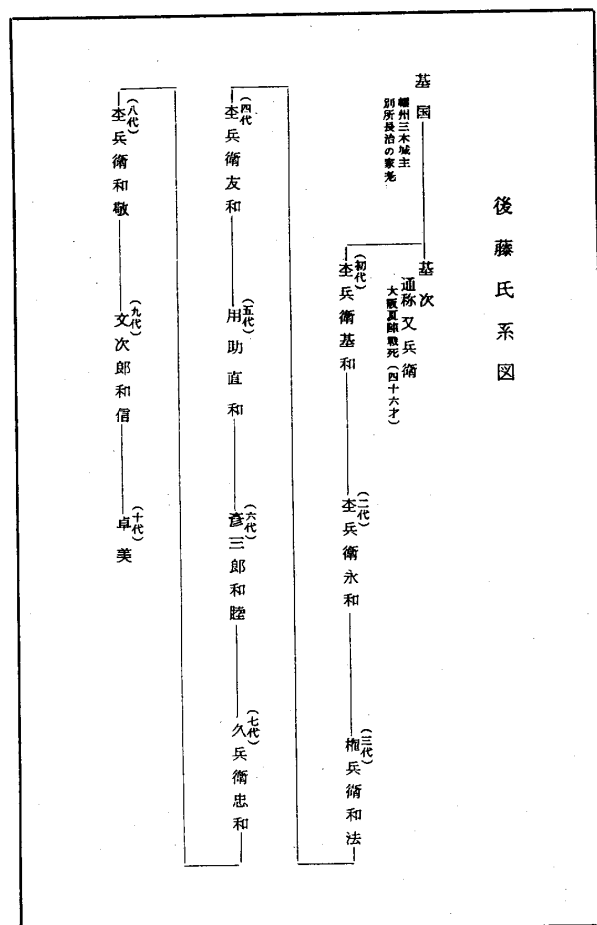 後藤氏系図
基国
幡州三木城主
別所長治の家老
基次
通称又兵衛
大阪夏陣戦死(四十六才)
(初代)
杢兵衛基和
(二代)
杢兵衛永和
(三代)
権兵衛和法
(四代)
杢兵衛友和
(五代)
用助直和
(六代)
彦三郎和睦
(七代)
久兵衛忠和
(八代)
杢兵衛和敬
(九代)
文次郎和信
(十代)
卓美